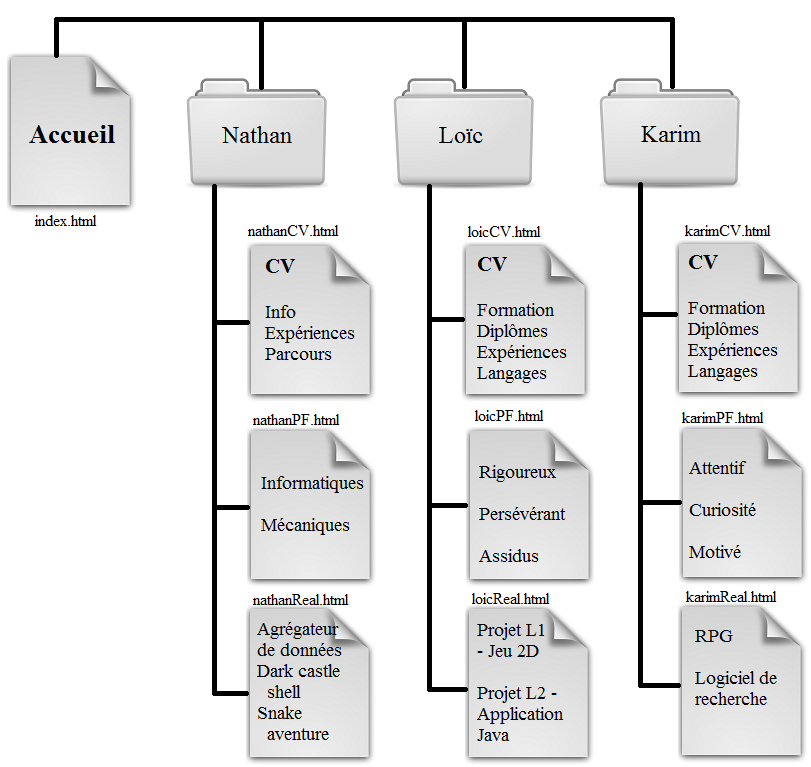 Accueil
index.html
Nathan
nathanCV.html
CV
Info
Expériences
Parcours
nathanPF.html
Informatiques
Mécaniques
nathanReal.html
Agrégateur
de données
Dark castle
shell
Snake
aventure
Loïc
loicCV.html
CV
Formation
Diplômes
Expériences
Langages
loicPF.html
Rigoureux
Persévérant
Assidus
loicReal.html
Projet L1
- Jeu 2D
Projet L2 -
Application
Java
Karim
karimCV.html
CV
Formation
Diplômes
Expériences
Langages
karimPF.html
Attentif
Curiosité
Motivé
karimReal.html
RPG
Logiciel de
recherche